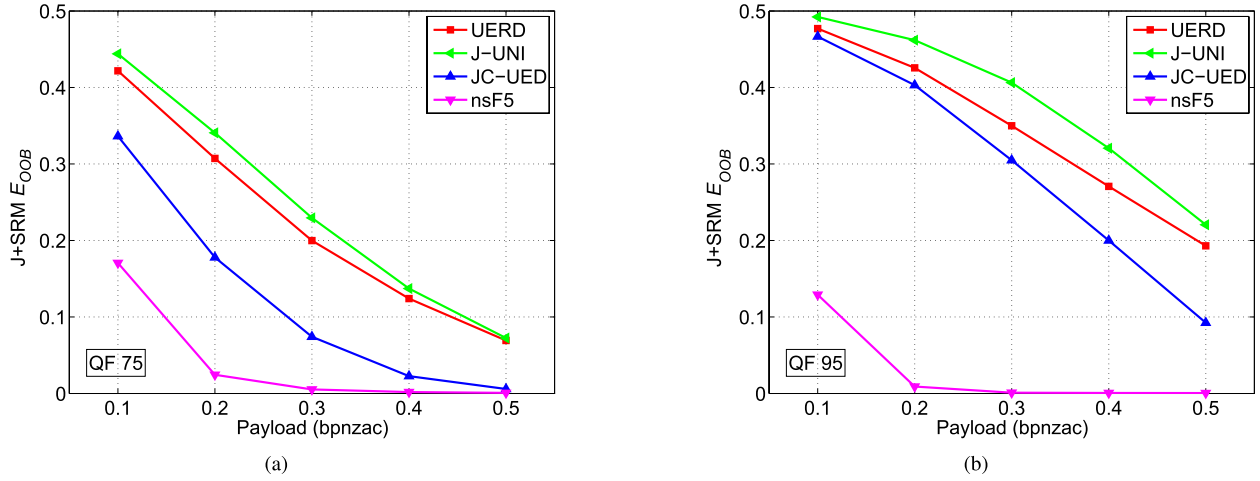 0.5
0.4
0.3
0.2
0.1
0
J+SRM E_OOB
UERD
J-UNI
JC-UED
nsF5
QF 75
0.1 0.2 0.3 0.4 0.5
Payload (bpnzac)
(a)
0.5
0.4
0.3
0.2
0.1
0
J+SRM E_OOB
UERD
J-UNI
JC-UED
nsF5
QF 95
0.1 0.2 0.3 0.4 0.5
Payload (bpnzac)
(b)